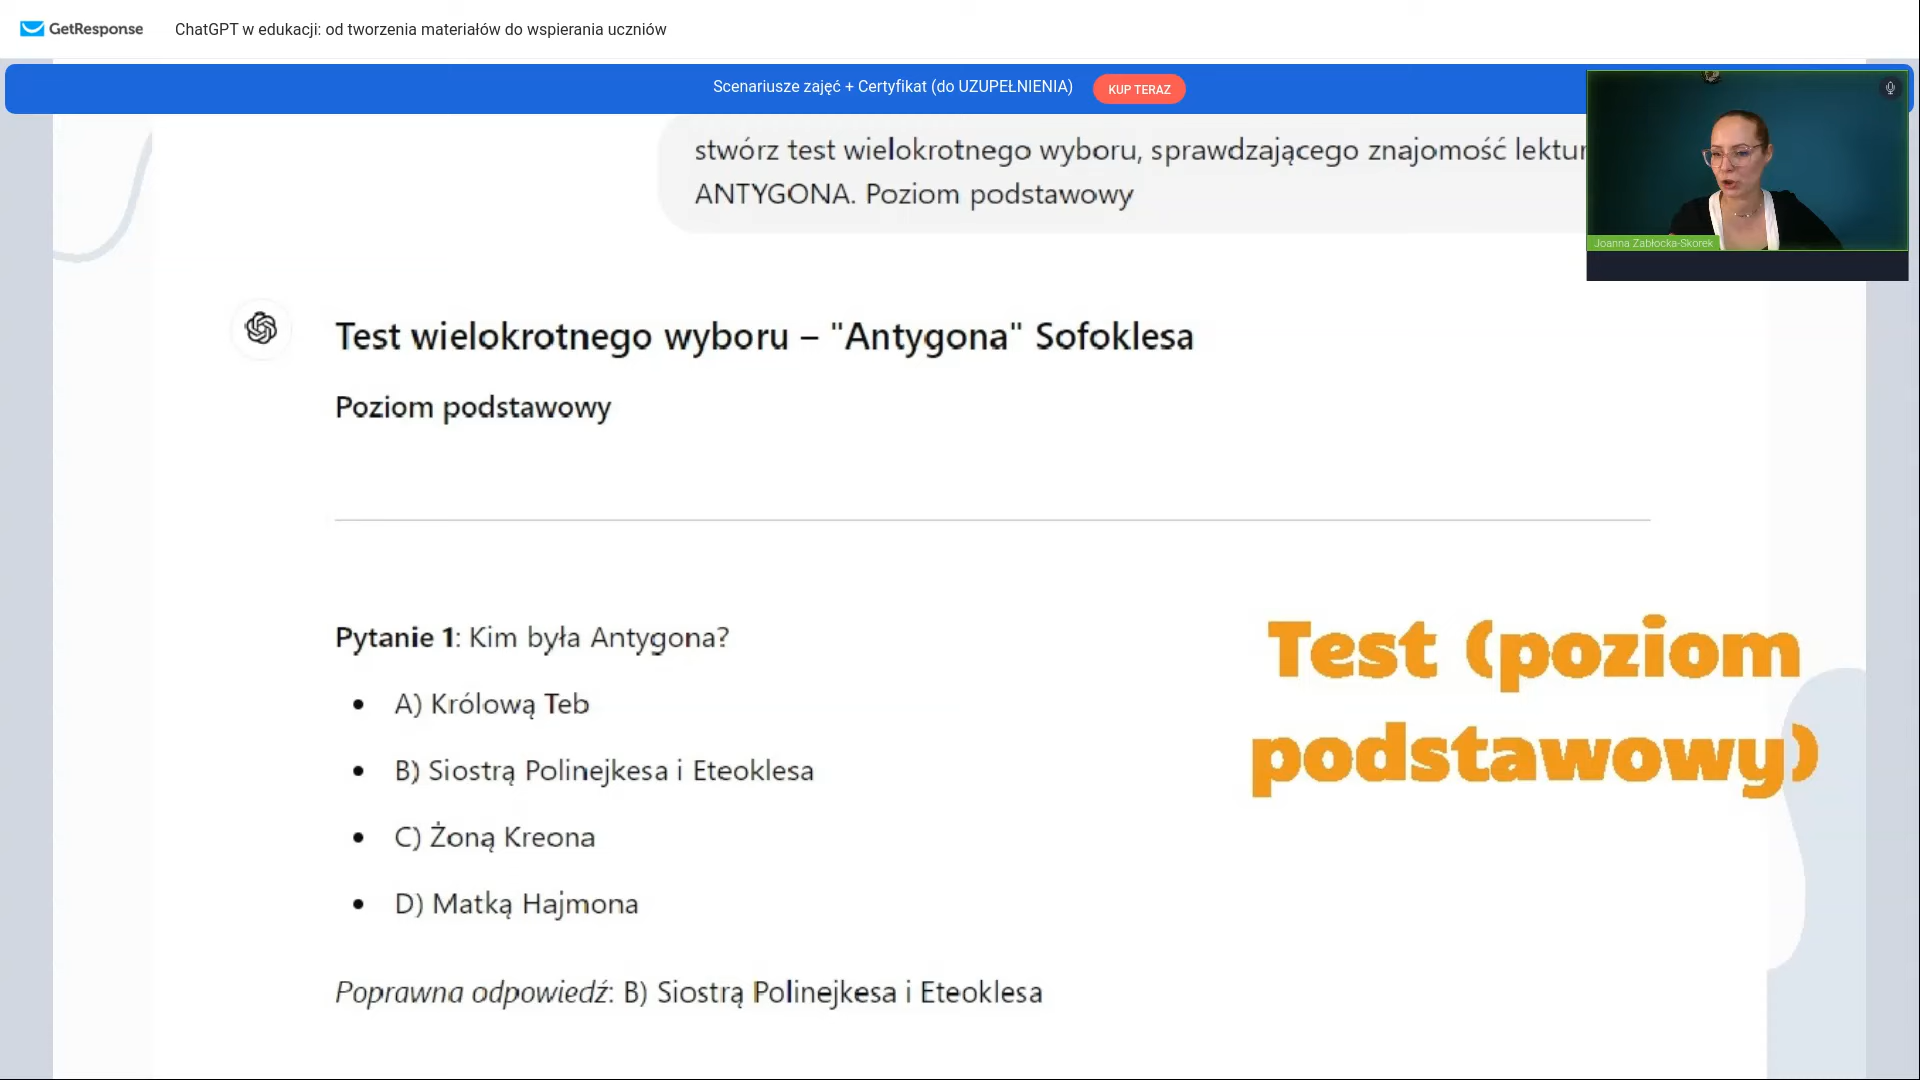 GetResponse
ChatGPT w edukacji: od tworzenia materiałów do wspierania uczniów
Scenariusze zajęć + Certyfikat (do UZUPEŁNIENIA)
KUP TERAZ
Joanna Zabłocka-Skorek
stwórz test wielokrotnego wyboru, sprawdzającego znajomość lektur
ANTYGONA. Poziom podstawowy
Test wielokrotnego wyboru – "Antygona" Sofoklesa
Poziom podstawowy
Pytanie 1: Kim była Antygona?
A) Królową Teb
B) Siostrą Polinejkesa i Eteoklesa
C) Żoną Kreona
D) Matką Hajmona
Poprawna odpowiedź: B) Siostrą Polinejkesa i Eteoklesa
Test (poziom
podstawowy)